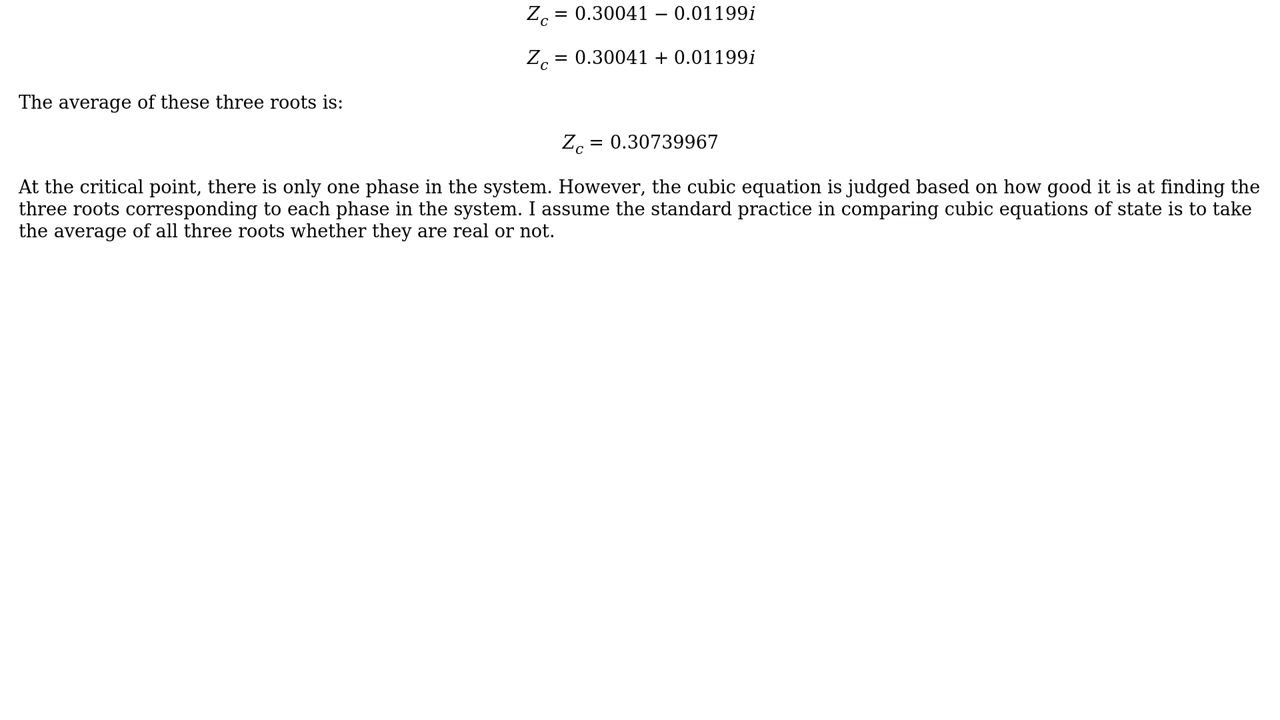 Zc = 0.30041 − 0.01199i
Zc = 0.30041 + 0.01199i
The average of these three roots is:
Zc = 0.30739967
At the critical point, there is only one phase in the system. However, the cubic equation is judged based on how good it is at finding the
three roots corresponding to each phase in the system. I assume the standard practice in comparing cubic equations of state is to take
the average of all three roots whether they are real or not.